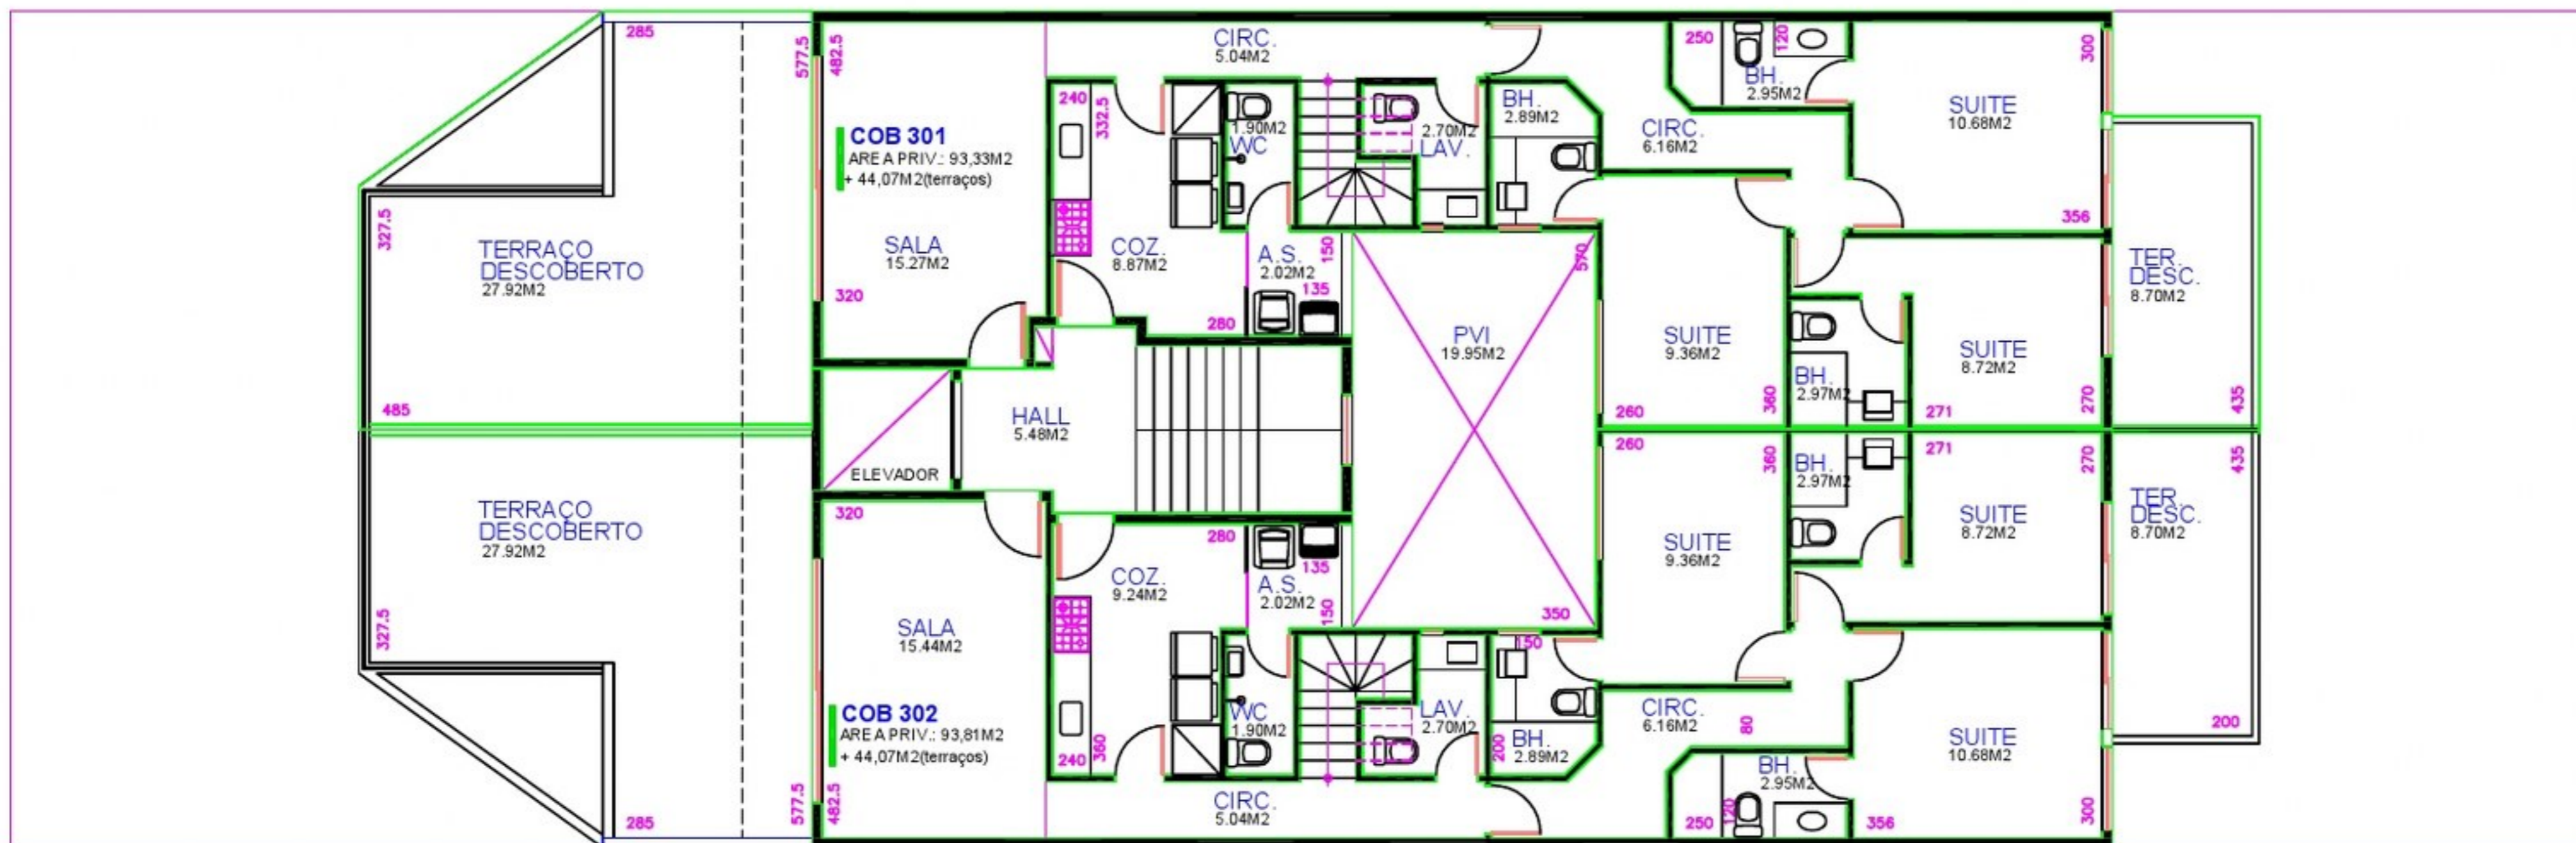 285
577.5
482.5
CIRC.
5.04M2
250
120
BH.
2.95M2
300
SUITE
10.68M2
356
COB 301
AREA PRIV.: 93,33M2
+ 44,07M2(terraços)
240
332.5
1.90M2
WC
2.70M2
LAV.
BH.
2.89M2
CIRC.
6.16M2
327.5
TERRAÇO
DESCOBERTO
27.92M2
485
SALA
15.27M2
320
COZ.
8.87M2
280
A.S.
2.02M2
150
135
570
PVI
19.95M2
350
SUITE
9.36M2
260
360
BH.
2.97M2
SUITE
8.72M2
271
270
TER.
DESC.
8.70M2
435
HALL
5.48M2
ELEVADOR
TERRAÇO
DESCOBERTO
27.92M2
327.5
320
SALA
15.44M2
COB 302
AREA PRIV.: 93,81M2
+ 44,07M2(terraços)
577.5
482.5
285
280
COZ.
9.24M2
240
360
A.S.
2.02M2
135
150
WC
1.90M2
LAV.
2.70M2
150
200
BH.
2.89M2
CIRC.
5.04M2
260
360
SUITE
9.36M2
CIRC.
6.16M2
80
BH.
2.97M2
271
270
SUITE
8.72M2
SUITE
10.68M2
BH.
2.95M2
250
120
356
300
TER.
DESC.
8.70M2
435
200